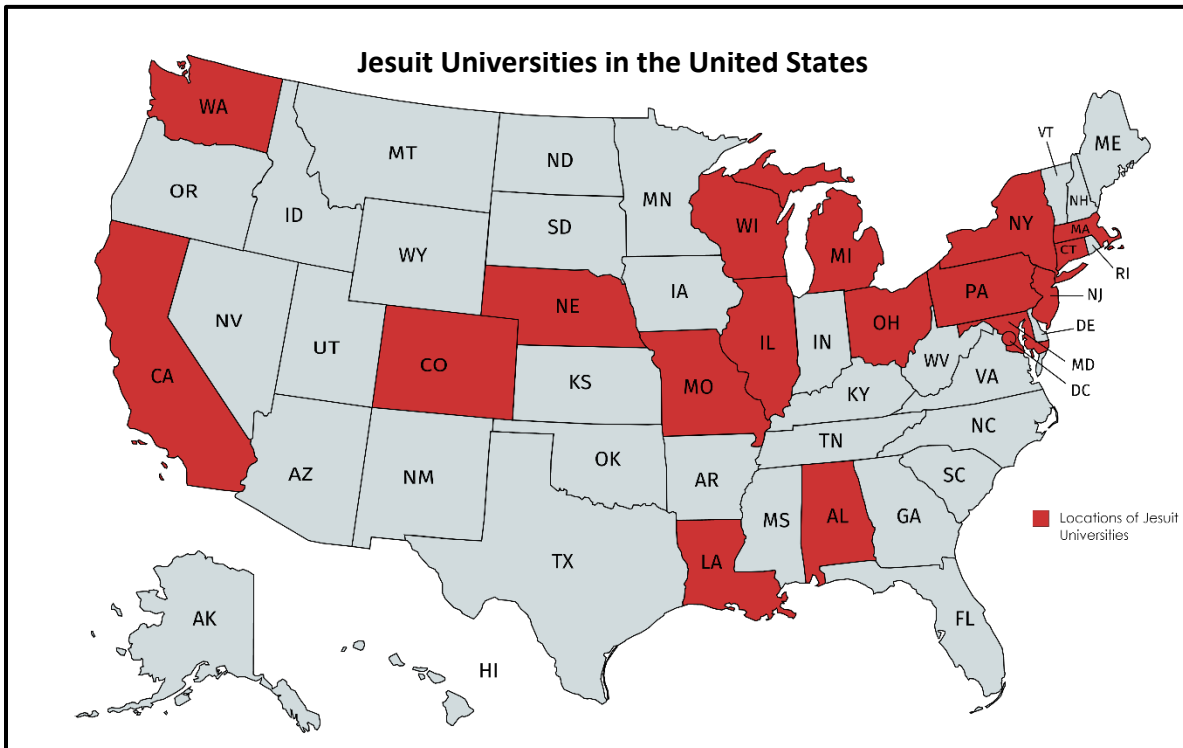 Jesuit Universities in the United States
WA
MT
ND
MN
VT
ME
OR
ID
SD
WI
NH
NY
MA
WY
MI
CT
RI
IA
PA
NJ
NE
NV
OH
DE
UT
IL
IN
CO
WV
MD
CA
KS
MO
VA
DC
KY
NC
TN
OK
AZ
NM
AR
SC
MS
AL
GA
Locations of Jesuit
Universities
TX
LA
AK
FL
HI